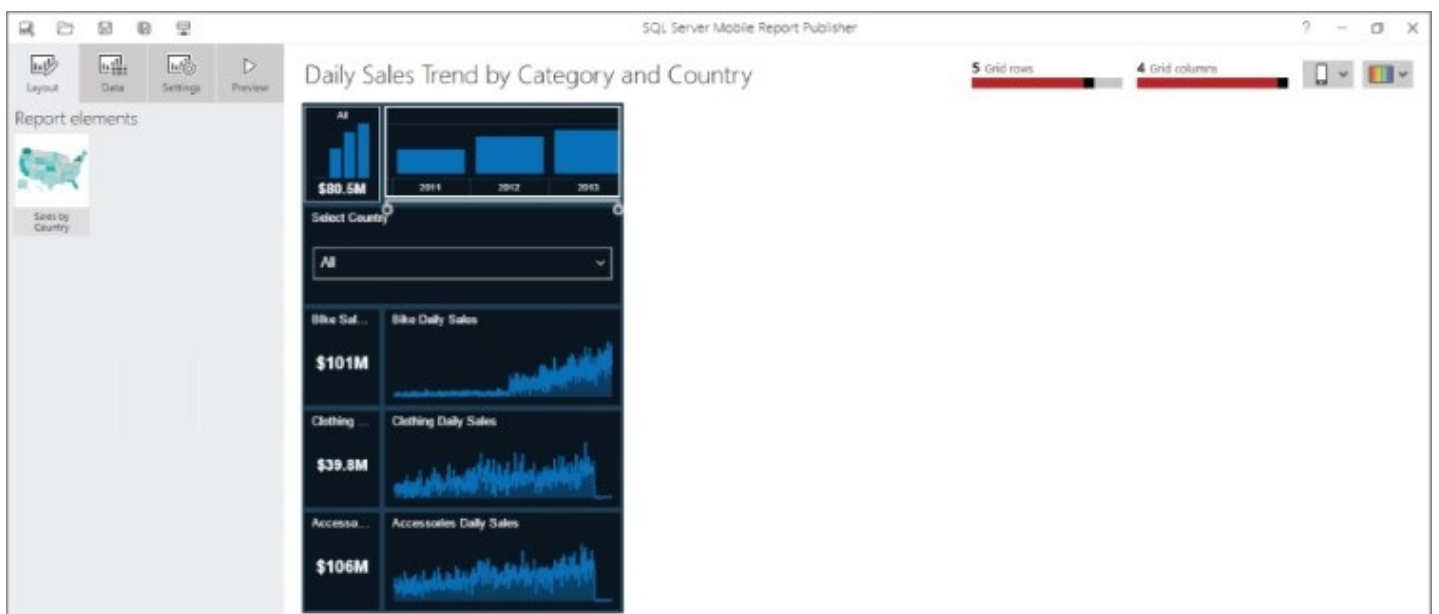 SQL Server Mobile Report Publisher
?
Layout
Data
Settings
Preview
Daily Sales Trend by Category and Country
5 Grid rows
4 Grid columns
Report elements
Sales by
Country
All
$80.5M
2011
2012
2013
Select Country
All
Bike Sal...
Bike Daily Sales
$101M
Clothing ...
Clothing Daily Sales
$39.8M
Accesso...
Accessories Daily Sales
$106M